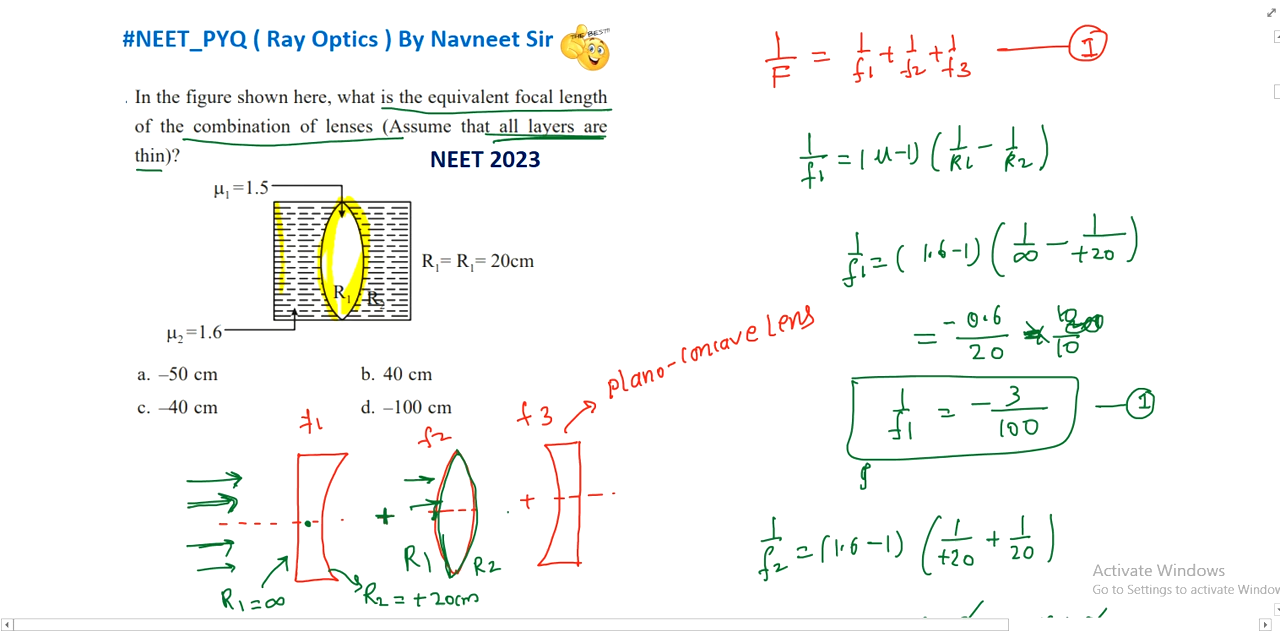 #NEET_PYQ ( Ray Optics ) By Navneet Sir
THE BEST!!
. In the figure shown here, what is the equivalent focal length
of the combination of lenses (Assume that all layers are
thin)?
NEET 2023
μ₁=1.5
R₁= R₁= 20cm
R₁ R₂
μ₂=1.6
a. –50 cm
b. 40 cm
c. –40 cm
d. –100 cm
f1
f2
f3
plano-concave Lens
+
+
R1
R2
R1=∞
R2=+20cm
1/F = 1/f1 + 1/f2 + 1/f3 — I
1/f1 = (μ-1) (1/R1 - 1/R2)
1/f1 = (1.6-1) (1/∞ - 1/+20)
= -0.6/20 × 10/10
1/f1 = -3/100 — 1
1/f2 = (1.6-1) (1/+20 + 1/20)
Activate Windows
Go to Settings to activate Window